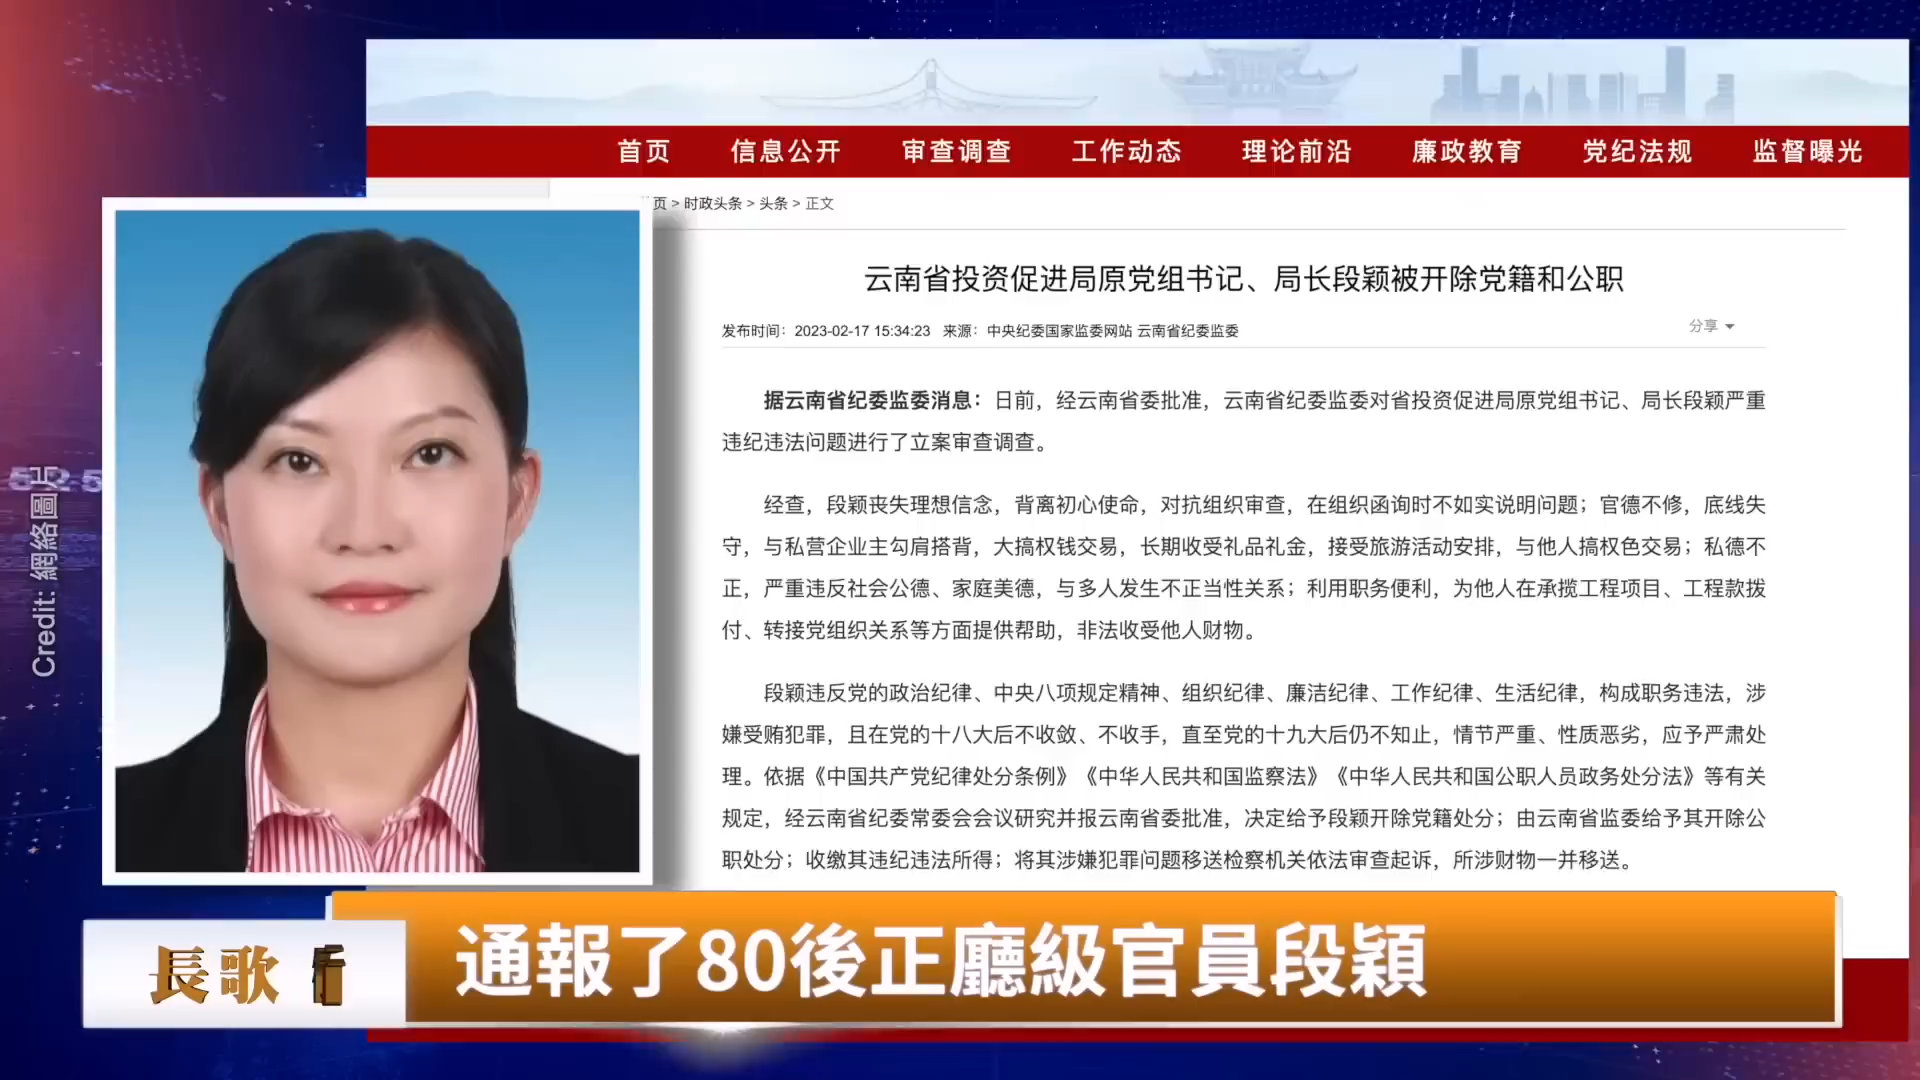 首页 信息公开 审查调查 工作动态 理论前沿 廉政教育 党纪法规 监督曝光
页 > 时政头条 > 头条 > 正文
云南省投资促进局原党组书记、局长段颖被开除党籍和公职
发布时间：2023-02-17 15:34:23 来源：中央纪委国家监委网站 云南省纪委监委
分享
据云南省纪委监委消息：日前，经云南省委批准，云南省纪委监委对省投资促进局原党组书记、局长段颖严重
违纪违法问题进行了立案审查调查。
经查，段颖丧失理想信念，背离初心使命，对抗组织审查，在组织函询时不如实说明问题；官德不修，底线失
守，与私营企业主勾肩搭背，大搞权钱交易，长期收受礼品礼金，接受旅游活动安排，与他人搞权色交易；私德不
正，严重违反社会公德、家庭美德，与多人发生不正当性关系；利用职务便利，为他人在承揽工程项目、工程款拨
付、转接党组织关系等方面提供帮助，非法收受他人财物。
段颖违反党的政治纪律、中央八项规定精神、组织纪律、廉洁纪律、工作纪律、生活纪律，构成职务违法，涉
嫌受贿犯罪，且在党的十八大后不收敛、不收手，直至党的十九大后仍不知止，情节严重、性质恶劣，应予严肃处
理。依据《中国共产党纪律处分条例》《中华人民共和国监察法》《中华人民共和国公职人员政务处分法》等有关
规定，经云南省纪委常委会会议研究并报云南省委批准，决定给予段颖开除党籍处分；由云南省监委给予其开除公
职处分；收缴其违纪违法所得；将其涉嫌犯罪问题移送检察机关依法审查起诉，所涉财物一并移送。
Credit: 網絡圖片
長歌
通報了80後正廳級官員段穎